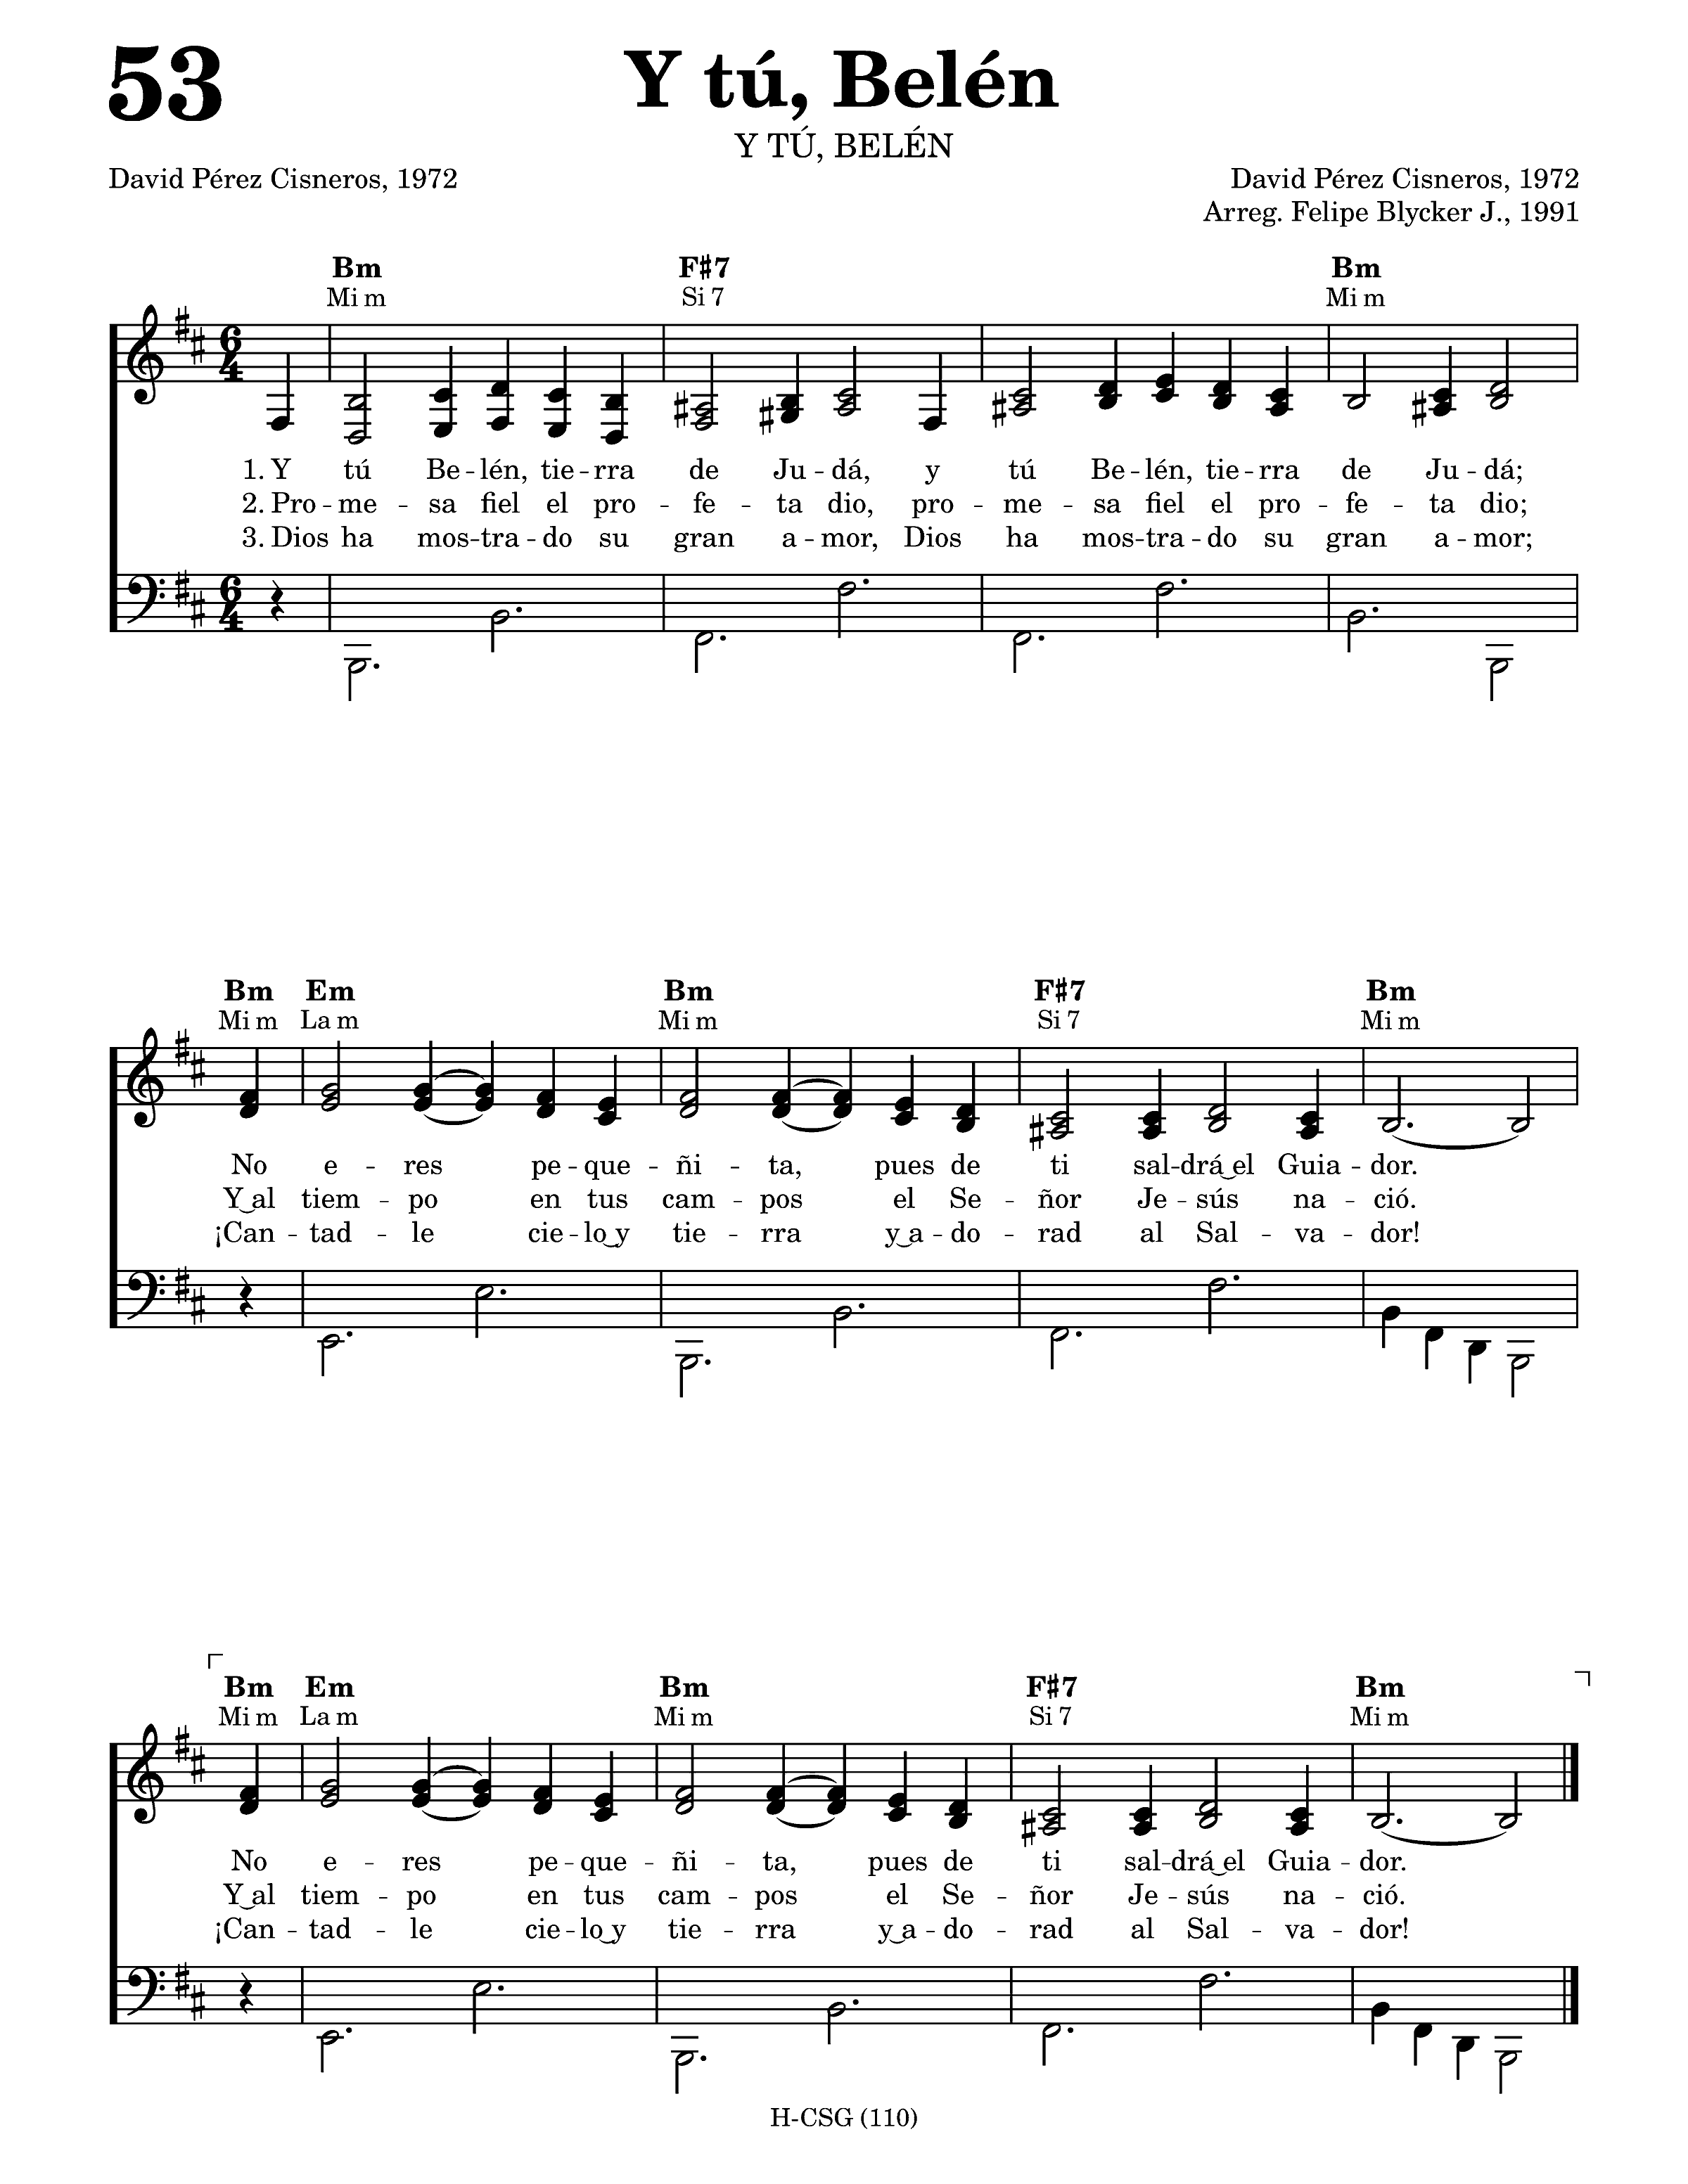 53
Y tú, Belén
Y TÚ, BELÉN
David Pérez Cisneros, 1972
David Pérez Cisneros, 1972
Arreg. Felipe Blycker J., 1991
Bm F♯7 Bm
Mi m Si 7 Mi m
6/4
1. Y tú Be – lén, tie – rra de Ju – dá, y tú Be – lén, tie – rra de Ju – dá;
2. Pro – me – sa fiel el pro – fe – ta dio, pro – me – sa fiel el pro – fe – ta dio;
3. Dios ha mos – tra – do su gran a – mor, Dios ha mos – tra – do su gran a – mor;
6/4
Bm Em Bm F♯7 Bm
Mi m La m Mi m Si 7 Mi m
No e – res pe – que – ñi – ta, pues de ti sal – drá‿el Guia – dor.
Y‿al tiem – po en tus cam – pos el Se – ñor Je – sús na – ció.
¡Can – tad – le cie – lo‿y tie – rra y‿a – do – rad al Sal – va – dor!
Bm Em Bm F♯7 Bm
Mi m La m Mi m Si 7 Mi m
No e – res pe – que – ñi – ta, pues de ti sal – drá‿el Guia – dor.
Y‿al tiem – po en tus cam – pos el Se – ñor Je – sús na – ció.
¡Can – tad – le cie – lo‿y tie – rra y‿a – do – rad al Sal – va – dor!
H-CSG (110)